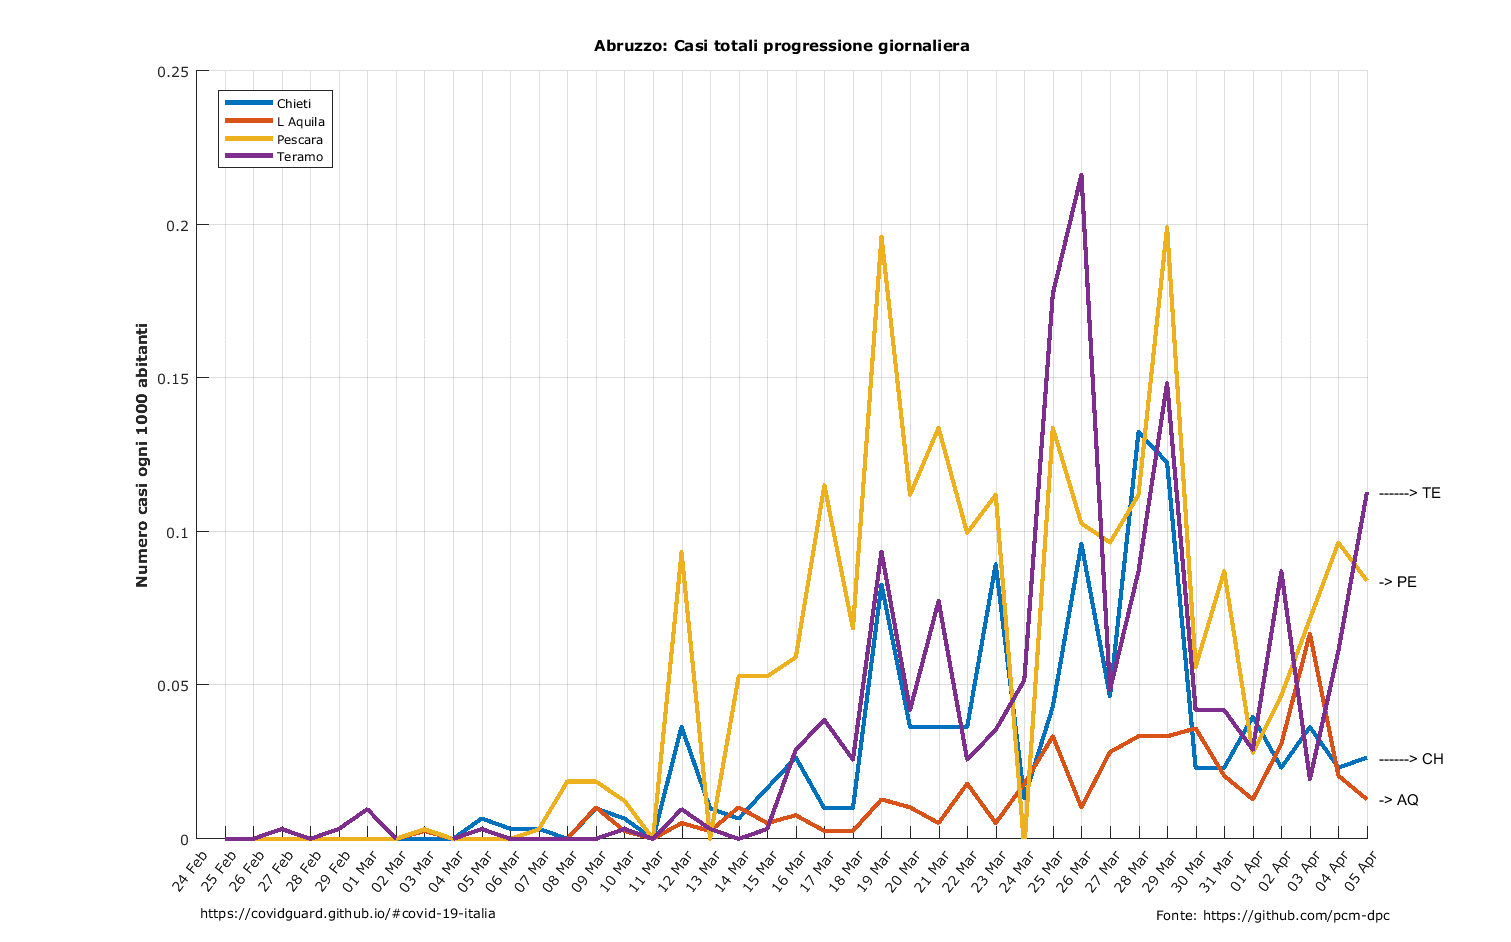 Abruzzo: Casi totali progressione giornaliera
Numero casi ogni 1000 abitanti
0.25
0.2
0.15
0.1
0.05
0
Chieti
L Aquila
Pescara
Teramo
------> TE
-> PE
------> CH
-> AQ
24 Feb
25 Feb
26 Feb
27 Feb
28 Feb
29 Feb
01 Mar
02 Mar
03 Mar
04 Mar
05 Mar
06 Mar
07 Mar
08 Mar
09 Mar
10 Mar
11 Mar
12 Mar
13 Mar
14 Mar
15 Mar
16 Mar
17 Mar
18 Mar
19 Mar
20 Mar
21 Mar
22 Mar
23 Mar
24 Mar
25 Mar
26 Mar
27 Mar
28 Mar
29 Mar
30 Mar
31 Mar
01 Apr
02 Apr
03 Apr
04 Apr
05 Apr
https://covidguard.github.io/#covid-19-italia
Fonte: https://github.com/pcm-dpc